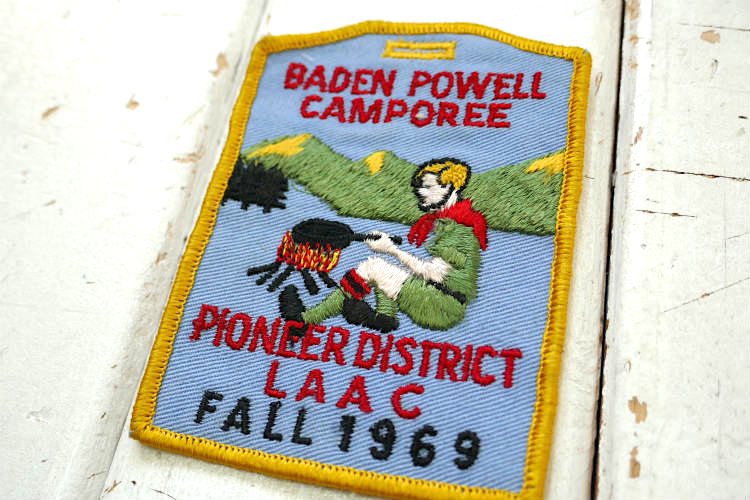 BADEN POWELL
CAMPOREE
PIONEER DISTRICT
LAAC
FALL 1969